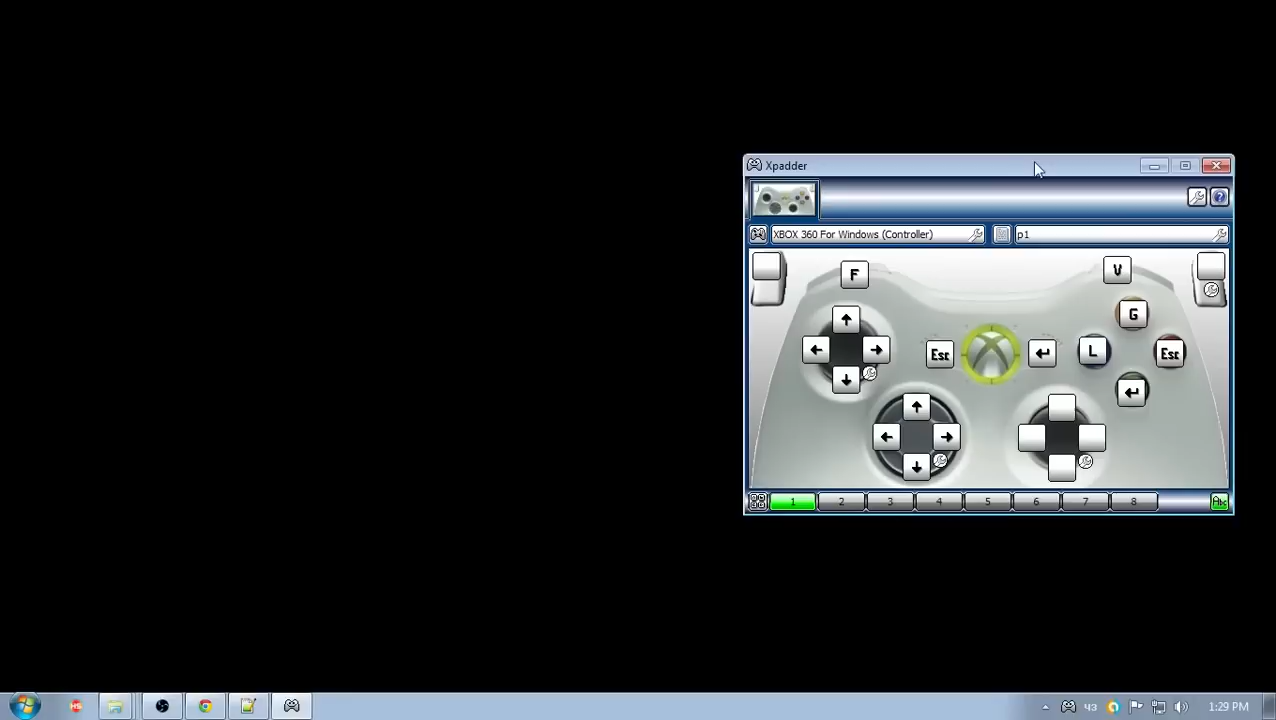 Xpadder
XBOX 360 For Windows (Controller)
p1
F
V
G
Esc
L
Esc
1 2 3 4 5 6 7 8
1:29 PM